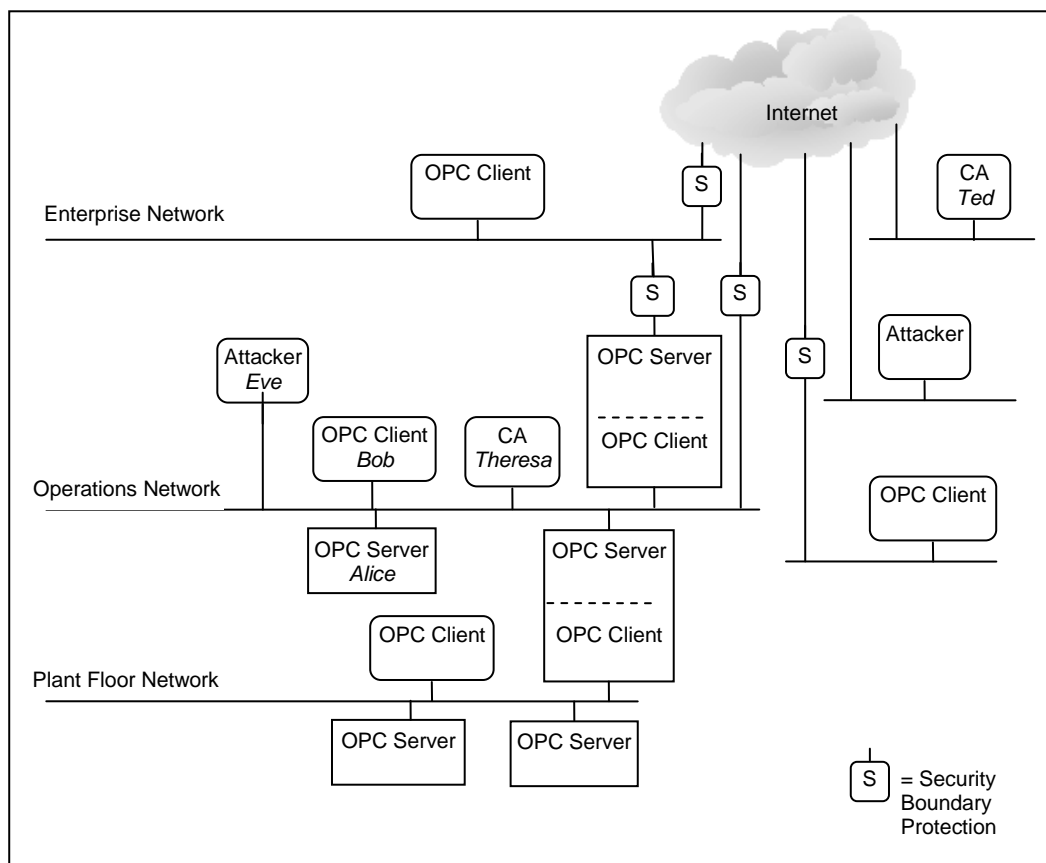 Internet
OPC Client
S
CA
Ted
Enterprise Network
S
S
Attacker
Eve
OPC Server
OPC Client
S
Attacker
OPC Client
Bob
CA
Theresa
Operations Network
OPC Client
OPC Server
Alice
OPC Server
OPC Client
OPC Client
Plant Floor Network
OPC Server
OPC Server
S
= Security
Boundary
Protection